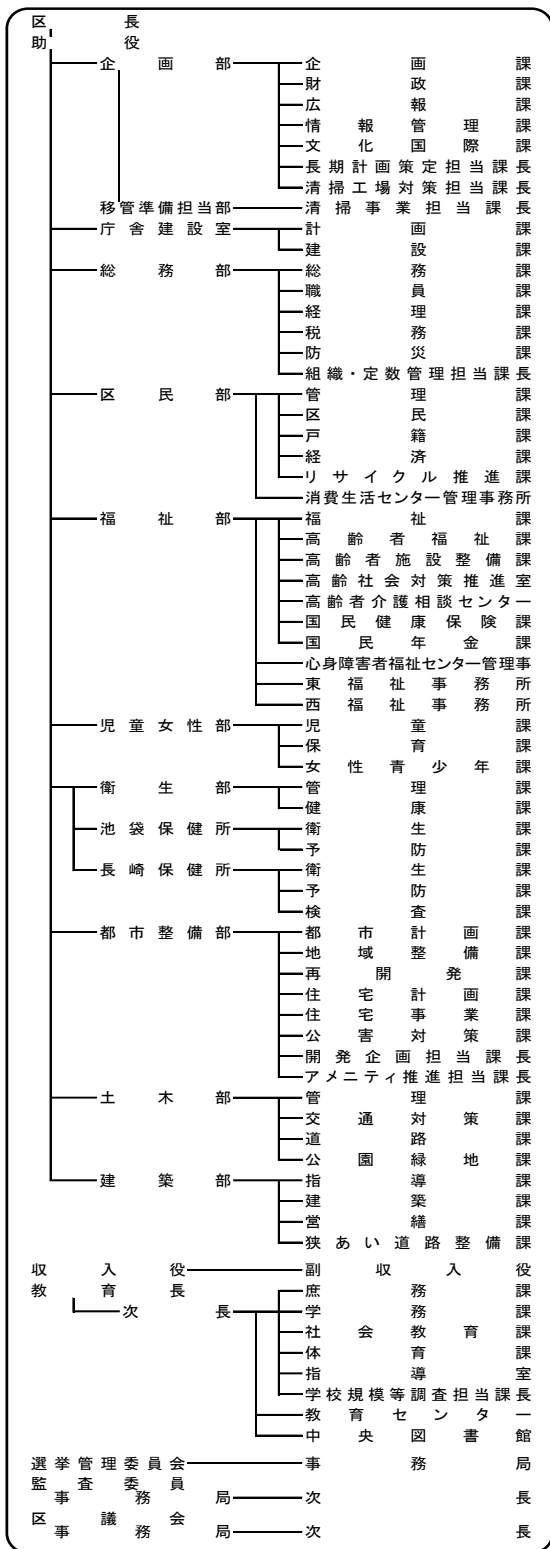 区長
助役
企画部 企画課
財政課
広報課
情報管理課
文化国際課
長期計画策定担当課長
清掃工場対策担当課長
移管準備担当部 清掃事業担当課長
庁舎建設室 計画課
建設課
総務部 総務課
職員課
経理課
税務課
防災課
組織・定数管理担当課長
区民部 管理課
区民課
戸籍課
経済課
リサイクル推進課
消費生活センター管理事務所
福祉部 福祉課
高齢者福祉課
高齢者施設整備課
高齢社会対策推進室
高齢者介護相談センター
国民健康保険課
国民年金課
心身障害者福祉センター管理事
東福祉事務所
西福祉事務所
児童女性部 児童課
保育課
女性青少年課
衛生部 管理課
健康課
池袋保健所 衛生課
予防課
長崎保健所 衛生課
予防課
検査課
都市整備部 都市計画課
地域整備課
再開発課
住宅計画課
住宅事業課
公害対策課
開発企画担当課長
アメニティ推進担当課長
土木部 管理課
交通対策課
道路課
公園緑地課
建築部 指導課
建築課
営繕課
狭あい道路整備課
収入役 副収入役
教育長 庶務課
次長 学務課
社会教育課
体育課
指導室
学校規模等調査担当課長
教育センター
中央図書館
選挙管理委員会 事務局
監査委員
事務局 次長
区議会
事務局 次長